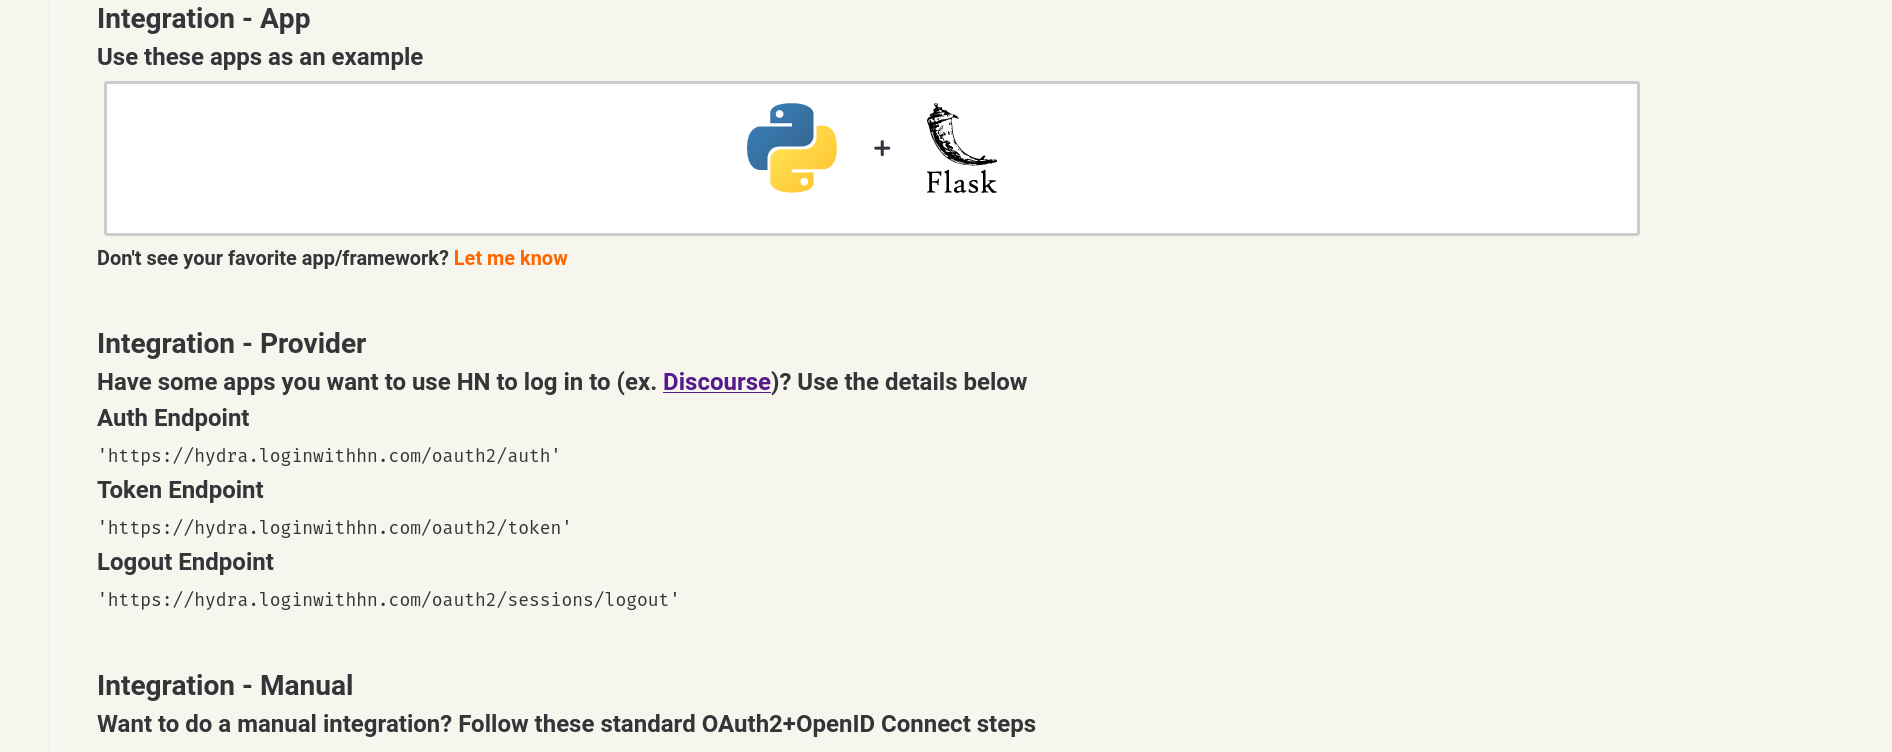 Integration - App
Use these apps as an example
+
Flask
Don't see your favorite app/framework? Let me know
Integration - Provider
Have some apps you want to use HN to log in to (ex. Discourse)? Use the details below
Auth Endpoint
'https://hydra.loginwithhn.com/oauth2/auth'
Token Endpoint
'https://hydra.loginwithhn.com/oauth2/token'
Logout Endpoint
'https://hydra.loginwithhn.com/oauth2/sessions/logout'
Integration - Manual
Want to do a manual integration? Follow these standard OAuth2+OpenID Connect steps